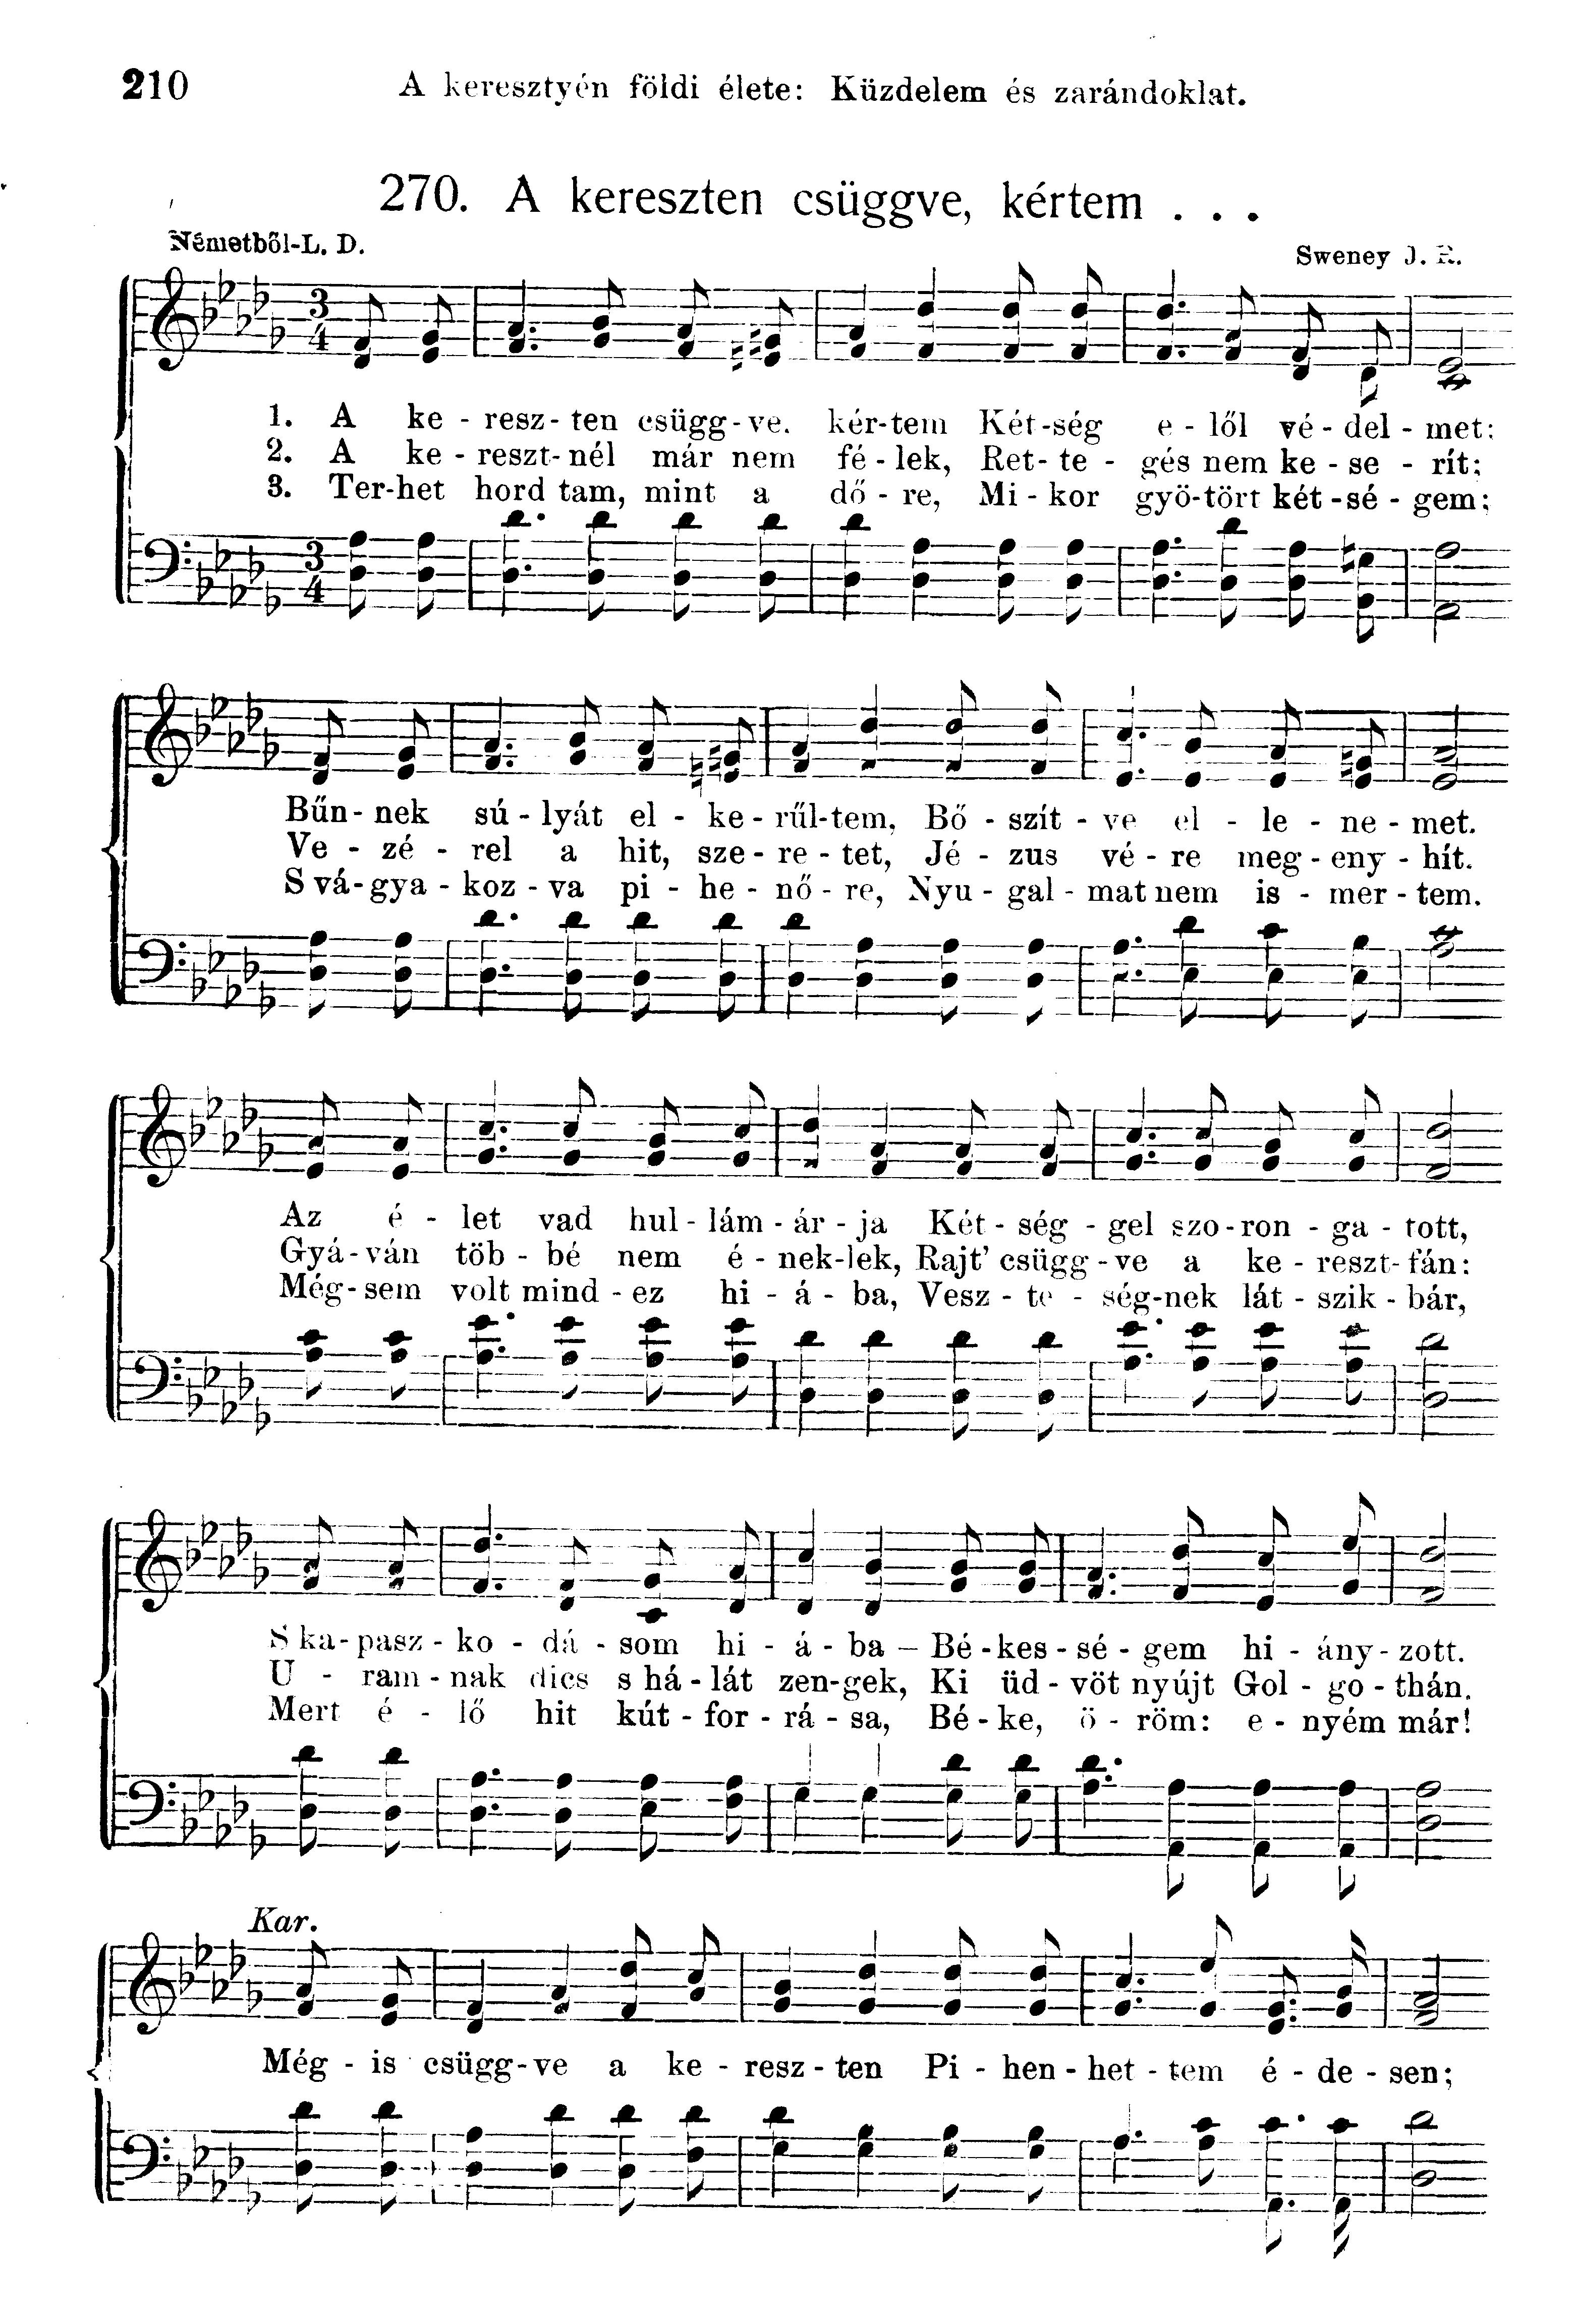 210 A keresztyén földi élete: Küzdelem és zarándoklat.
270. A kereszten csüggve, kértem . . .
Németből-L. D. Sweney J. R.
3 4
1. A ke - resz - ten csügg - ve. kér-tem Két-ség e - lől vé - del - met:
2. A ke - reszt- nél már nem fé - lek, Ret- te - gés nem ke - se - rít;
3. Ter-het hord tam, mint a dő - re, Mi - kor gyö-tört két -sé - gem;
3 4
Bűn- nek sú - lyát el - ke - rűl-tem, Bő - szít - ve el - le - ne - met.
Ve - zé - rel a hit, sze - re - tet, Jé - zus vé - re meg - eny - hít.
S vá-gya - koz - va pi - he - nő - re, Nyu - gal - mat nem is - mer - tem.
Az é - let vad hul - lám - ár - ja Két - ség - gel szo-ron - ga - tott,
Gyá-ván töb - bé nem é - nek-lek, Rajt' csügg - ve a ke - reszt- fán:
Még-sem volt mind - ez hi - á - ba, Vesz - te - ség-nek lát - szik - bár,
S ka-pasz - ko - dá - som hi - á - ba – Bé -kes - sé - gem hi - ány - zott.
U - ram - nak dics s há - lát zen-gek, Ki üd - vöt nyújt Gol - go - thán.
Mert é - lő hit kút - for - rá - sa, Bé - ke, ö - röm: e - nyém már!
Kar.
Még - is csügg-ve a ke - resz - ten Pi - hen - het - tem é - de - sen;